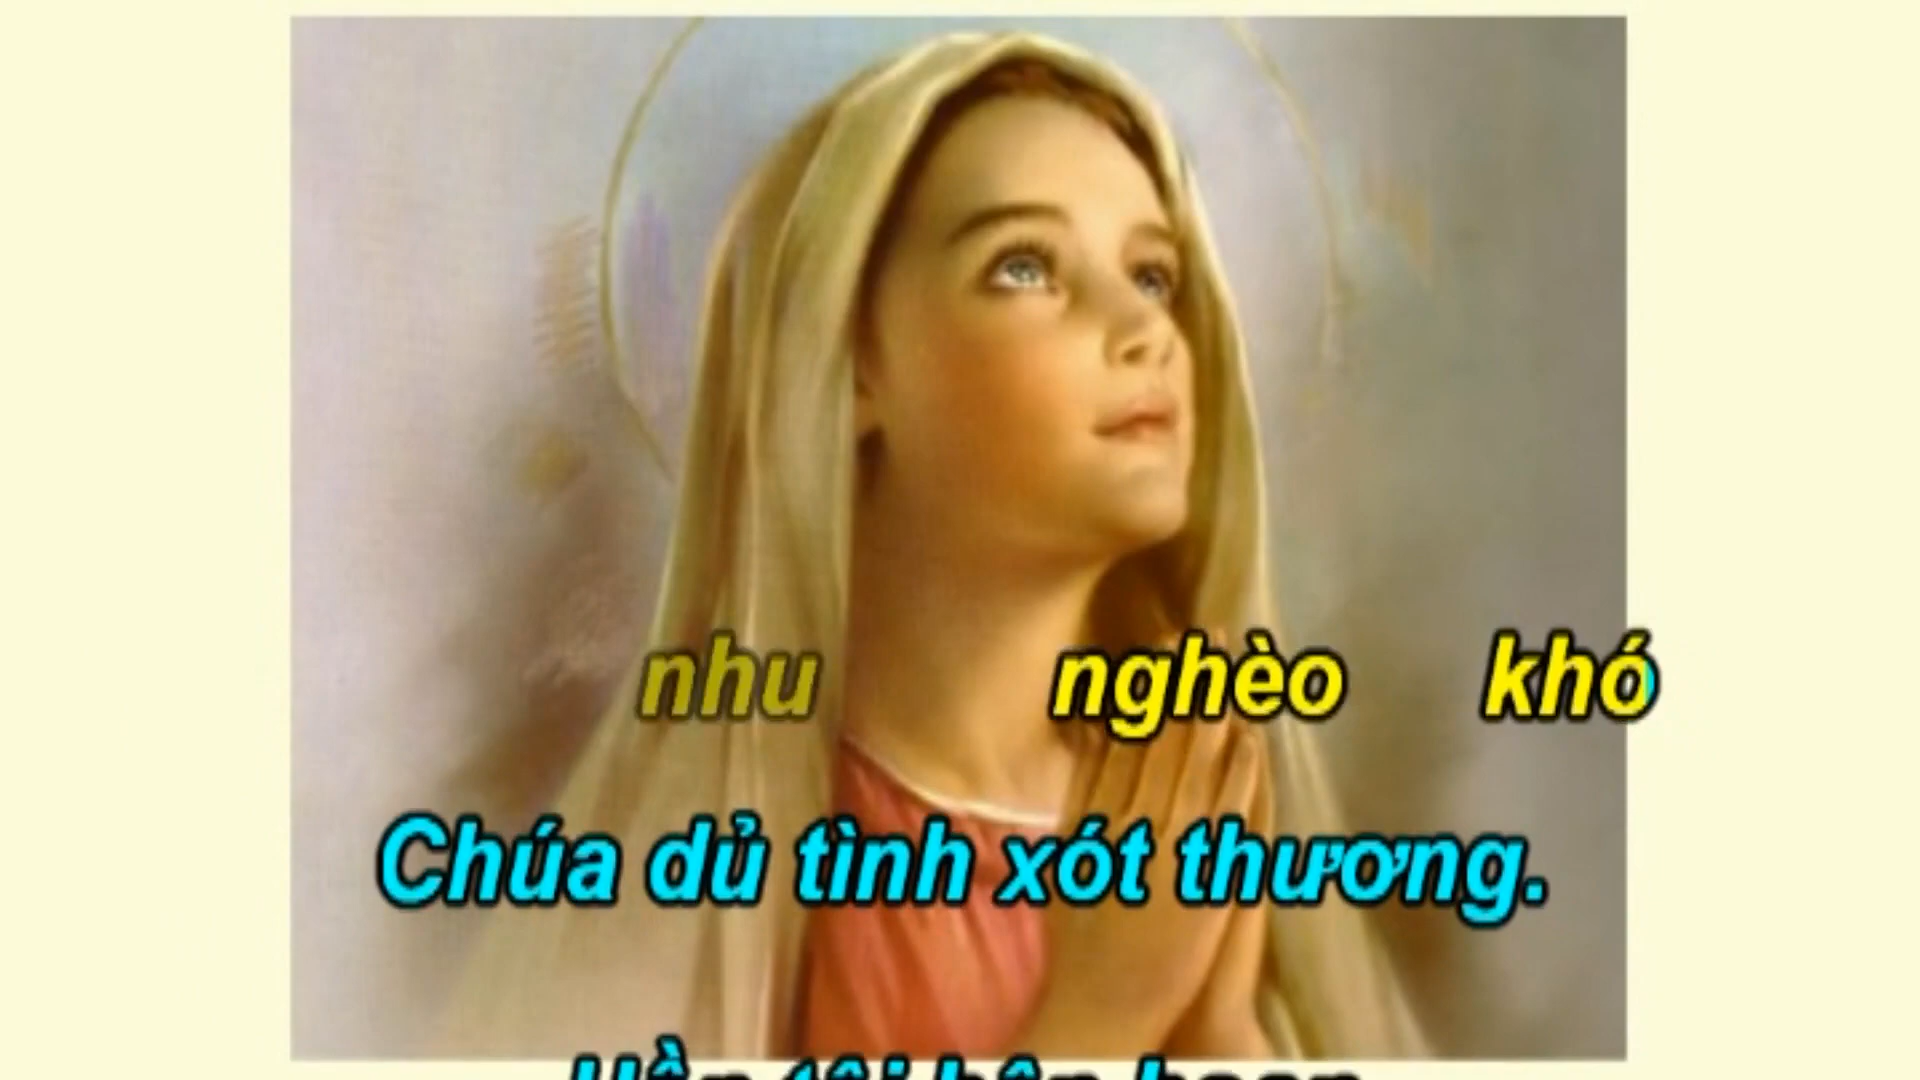 nhu nghèo khó
Chúa dủ tình xót thương.